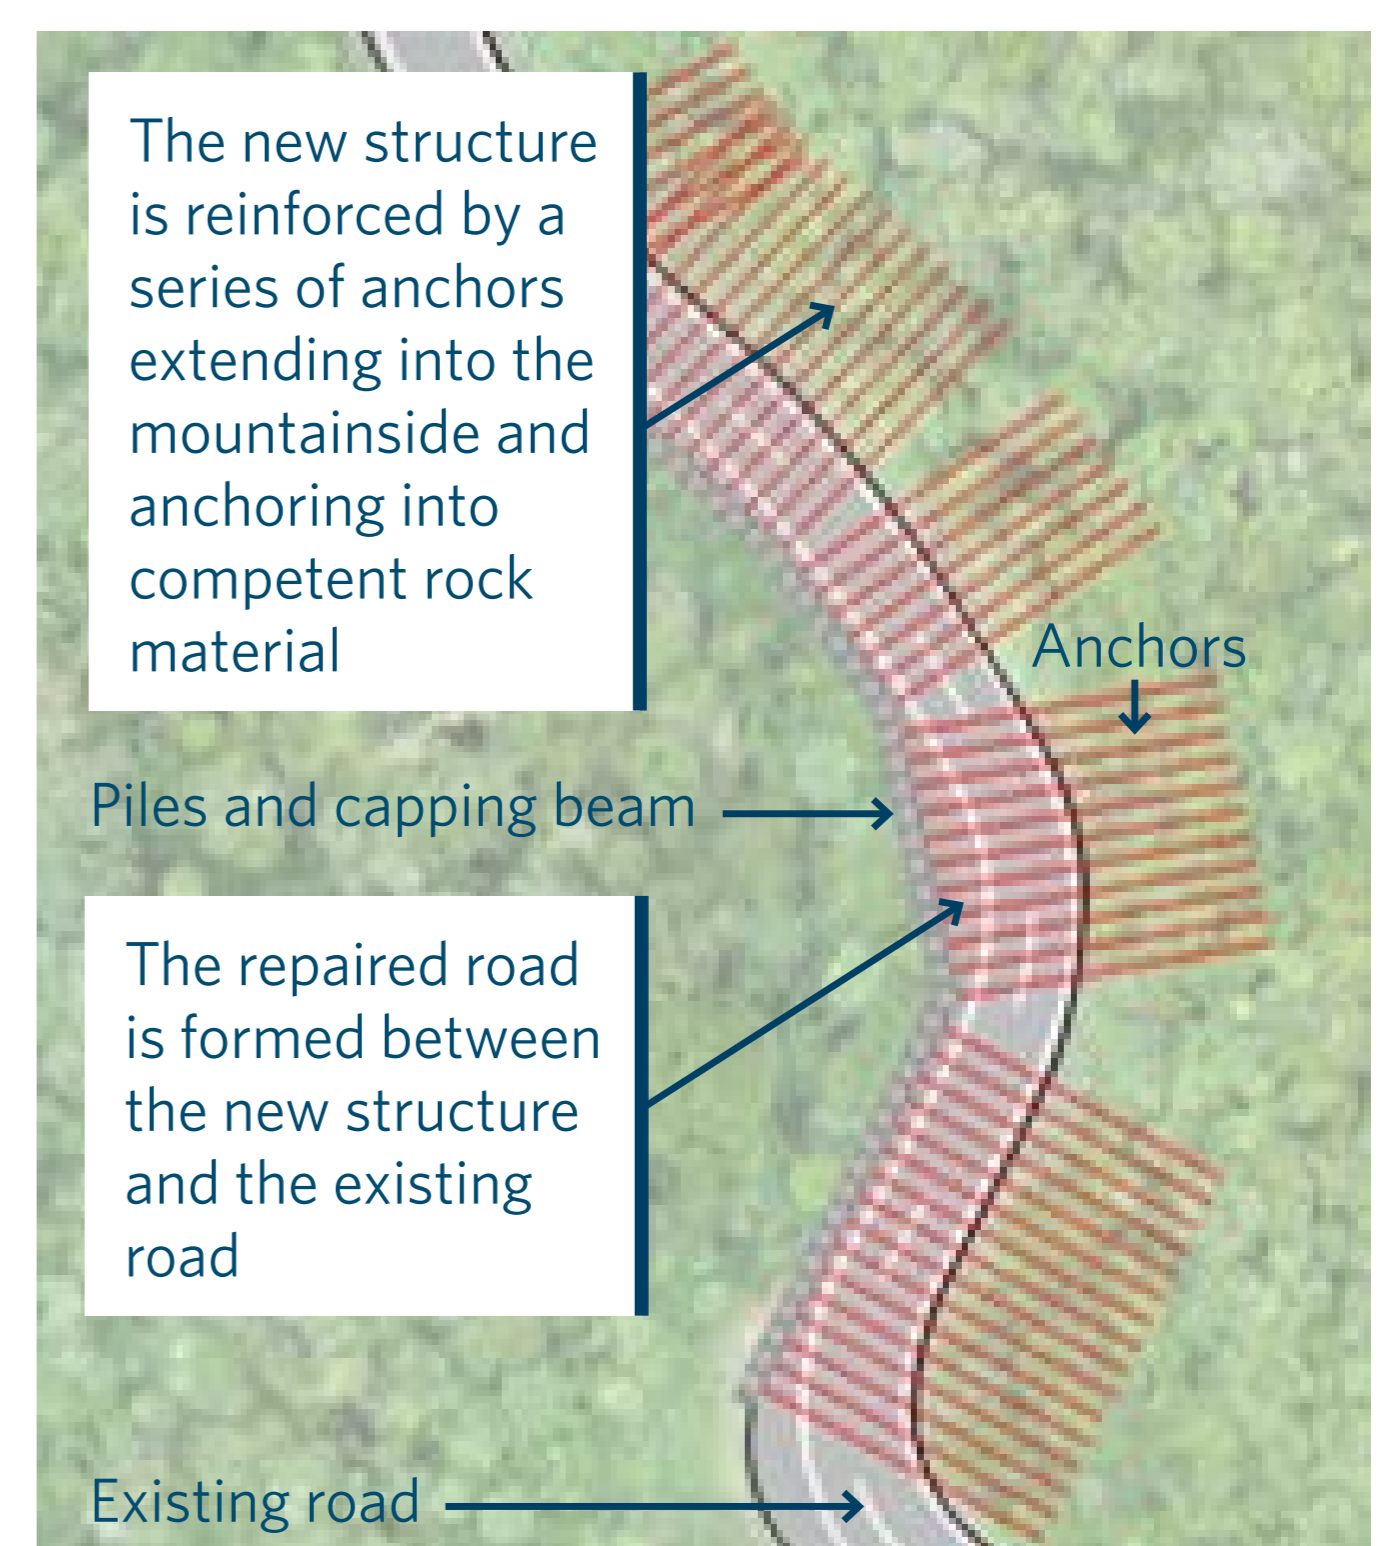 The new structure
is reinforced by a
series of anchors
extending into the
mountainside and
anchoring into
competent rock
material
Anchors
Piles and capping beam
The repaired road
is formed between
the new structure
and the existing
road
Existing road